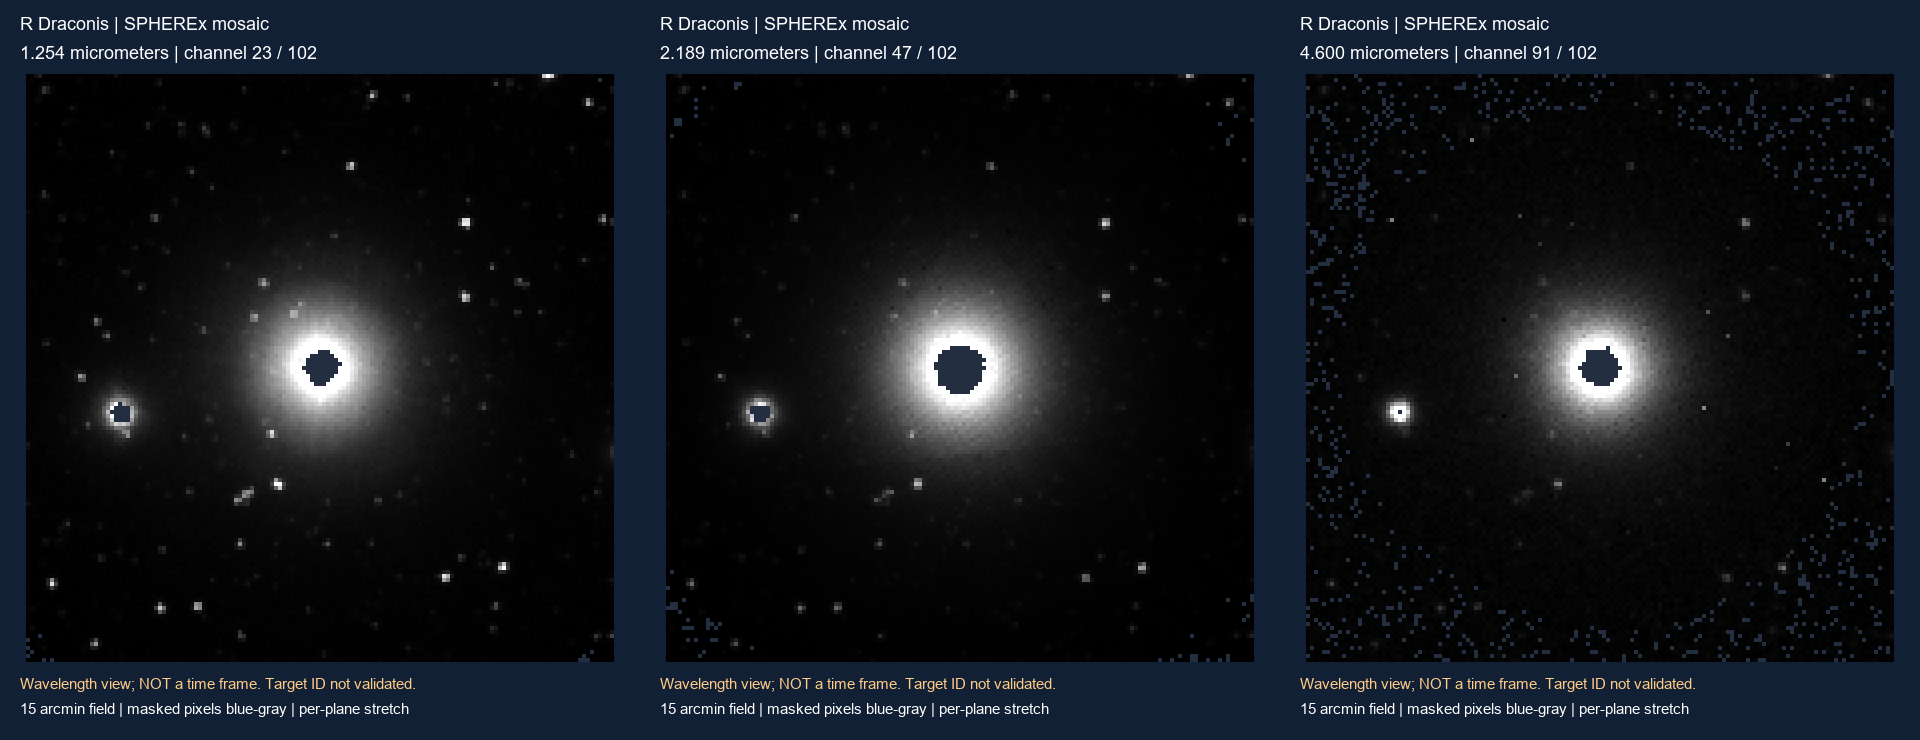 R Draconis | SPHEREx mosaic
1.254 micrometers | channel 23 / 102
Wavelength view; NOT a time frame. Target ID not validated.
15 arcmin field | masked pixels blue-gray | per-plane stretch
R Draconis | SPHEREx mosaic
2.189 micrometers | channel 47 / 102
Wavelength view; NOT a time frame. Target ID not validated.
15 arcmin field | masked pixels blue-gray | per-plane stretch
R Draconis | SPHEREx mosaic
4.600 micrometers | channel 91 / 102
Wavelength view; NOT a time frame. Target ID not validated.
15 arcmin field | masked pixels blue-gray | per-plane stretch